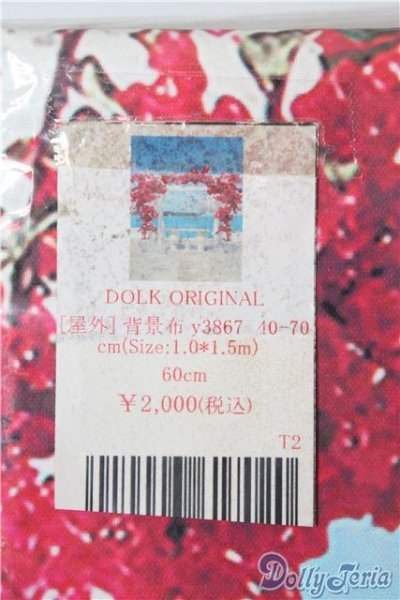 DOLK ORIGINAL
[屋外] 背景布 y3867 40-70
cm(Size:1.0*1.5m)
60cm
￥2,000(税込)
T2
DollyTeria